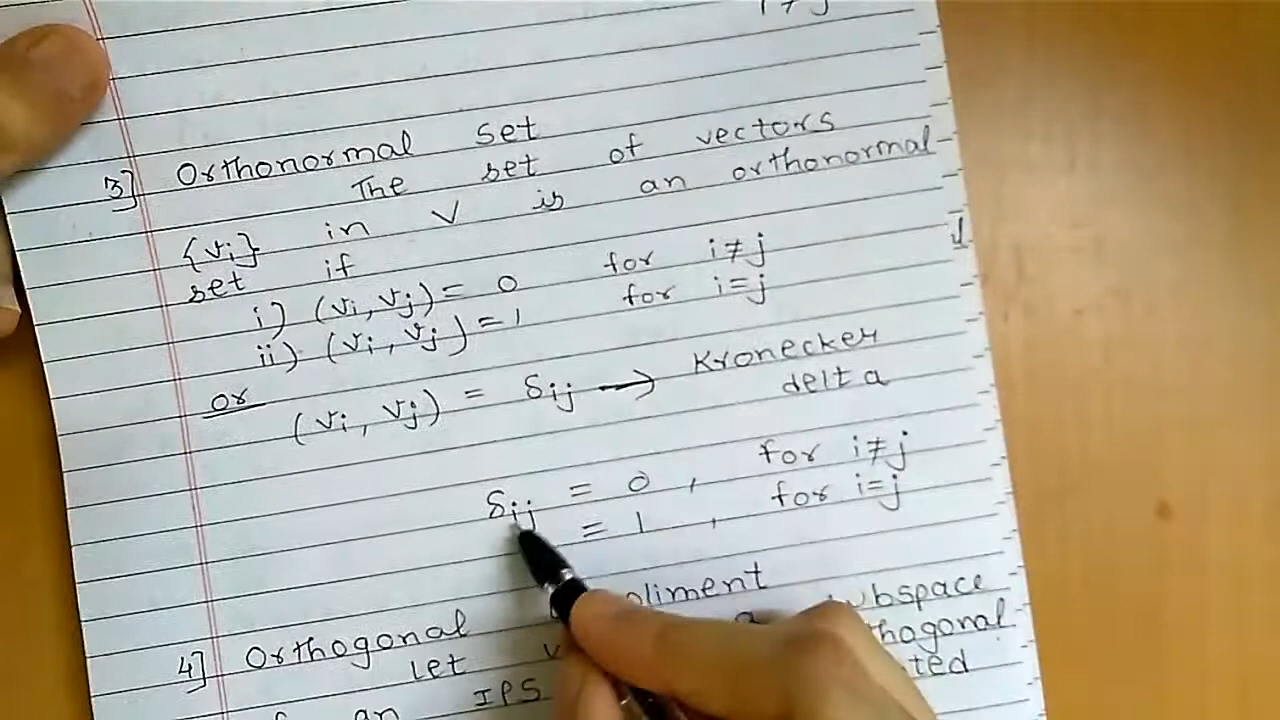 i≠j
3] Orthonormal set
The set of vectors
{vi} in V is an orthonormal
set if
i) (vi, vj) = 0 for i≠j
ii) (vi, vj) = 1 for i=j
or (vi, vj) = δij → Kronecker
delta
δij = 0 , for i≠j
= 1 , for i=j
4] Orthogonal
Let subspace
an IPS